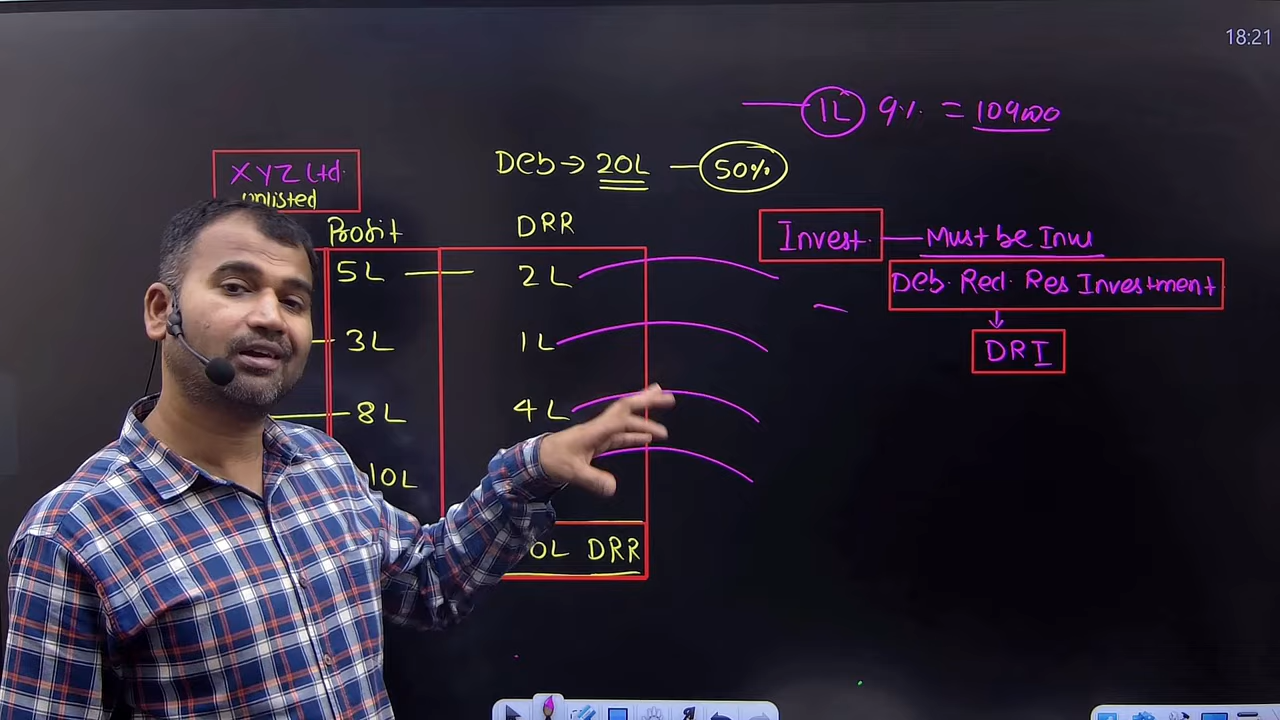 18:21
1L 9% = 109000
Deb → 20L — 50%
XYZ Ltd.
unlisted
Profit
DRR
Invest. — Must be Inv
Deb. Red. Res Investment
DRI
5L — 2L
3L 1L
8L 4L
10L
0L DRR